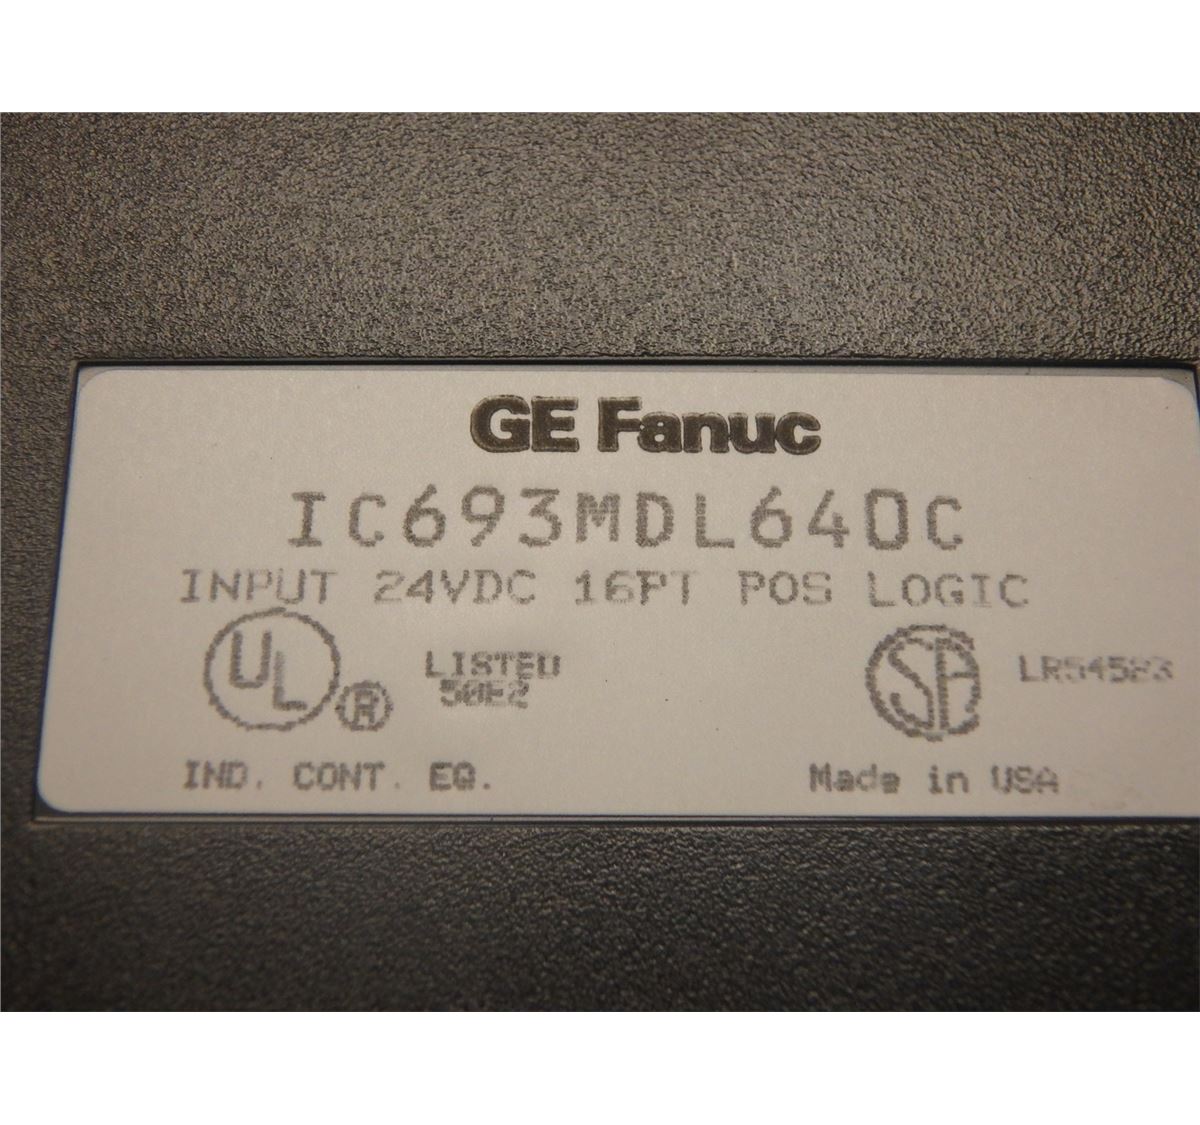 GE Fanuc
IC693MDL640C
INPUT 24VDC 16PT POS LOGIC
UL ® LISTED
50E2
SA LR54523
IND. CONT. EQ.
Made in USA